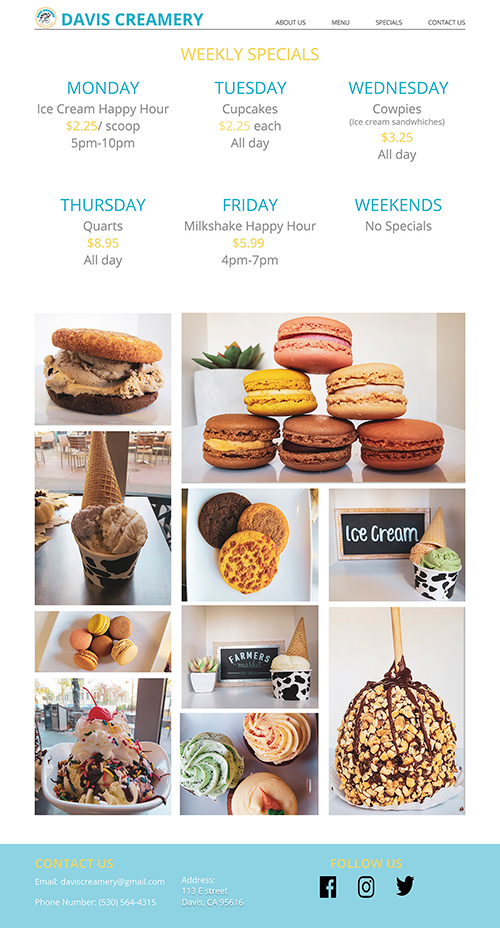 DAVIS CREAMERY
ABOUT US MENU SPECIALS CONTACT US
WEEKLY SPECIALS
MONDAY
Ice Cream Happy Hour
$2.25/ scoop
5pm-10pm
TUESDAY
Cupcakes
$2.25 each
All day
WEDNESDAY
Cowpies
(Ice cream sandwhiches)
$3.25
All day
THURSDAY
Quarts
$8.95
All day
FRIDAY
Milkshake Happy Hour
$5.99
4pm-7pm
WEEKENDS
No Specials
Ice Cream
FARMERS
market
CONTACT US
Email: daviscreamery@gmail.com
Phone Number: (530) 564-4315
Address:
113 E street
Davis, CA 95616
FOLLOW US